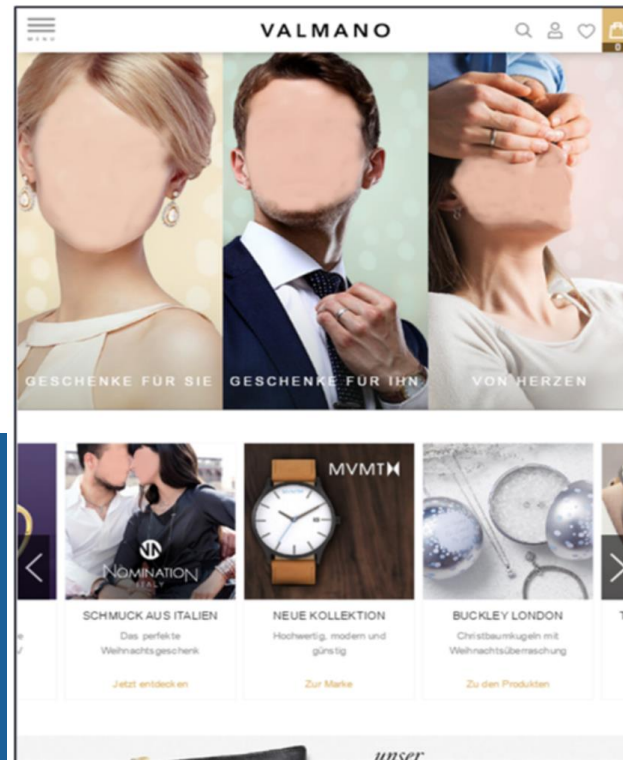 MENU
VALMANO
0
GESCHENKE FÜR SIE
GESCHENKE FÜR IHN
VON HERZEN
NOMINATION
ITALY
MVMT
SCHMUCK AUS ITALIEN
Das perfekte
Weihnachtsgeschenk
Jetzt entdecken
NEUE KOLLEKTION
Hochwertig, modern und
günstig
Zur Marke
BUCKLEY LONDON
Christbaumkugeln mit
Weihnachtsüberraschung
Zu den Produkten
unser